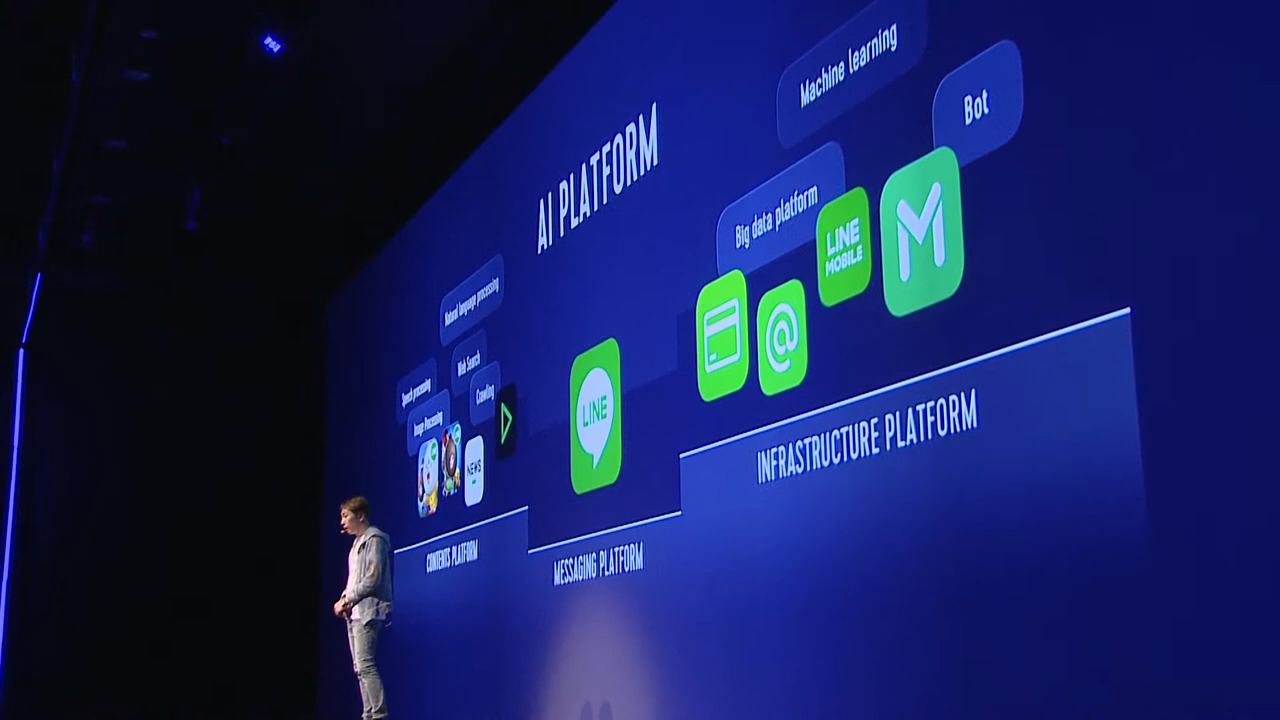 AI PLATFORM
Machine learning
Bot
Big data platform
Natural language processing
Web Search
Speech processing
Crawling
Image Processing
NEWS
LINE
@
LINE
MOBILE
M
CONTENTS PLATFORM
MESSAGING PLATFORM
INFRASTRUCTURE PLATFORM